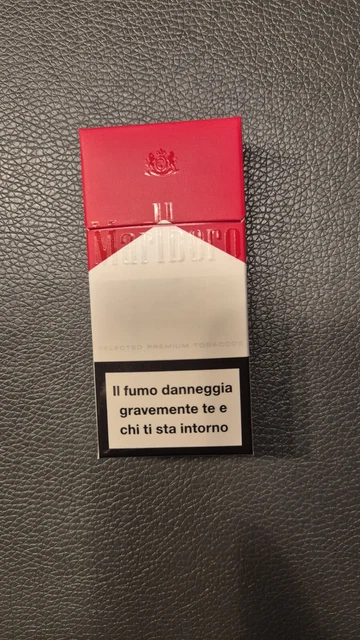 Marlboro
SELECTED PREMIUM TOBACCOS
Il fumo danneggia
gravemente te e
chi ti sta intorno